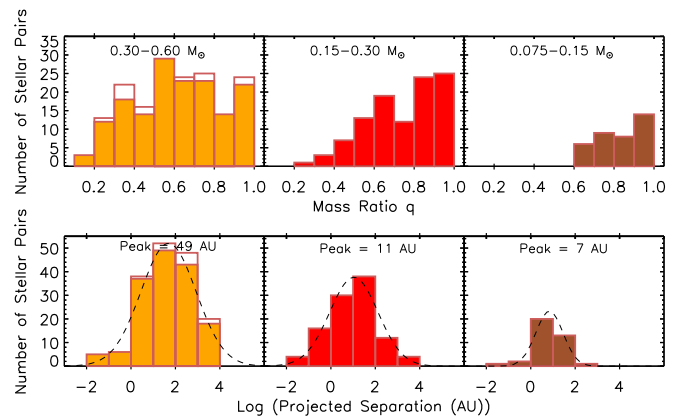 0.30–0.60 M⊙ 0.15–0.30 M⊙ 0.075–0.15 M⊙
Number of Stellar Pairs
35
30
25
20
15
10
5
0
0.2 0.4 0.6 0.8 1.0 0.2 0.4 0.6 0.8 1.0 0.2 0.4 0.6 0.8 1.0
Mass Ratio q
Peak = 49 AU Peak = 11 AU Peak = 7 AU
Number of Stellar Pairs
50
40
30
20
10
0
−2 0 2 4 −2 0 2 4 −2 0 2 4
Log (Projected Separation (AU))